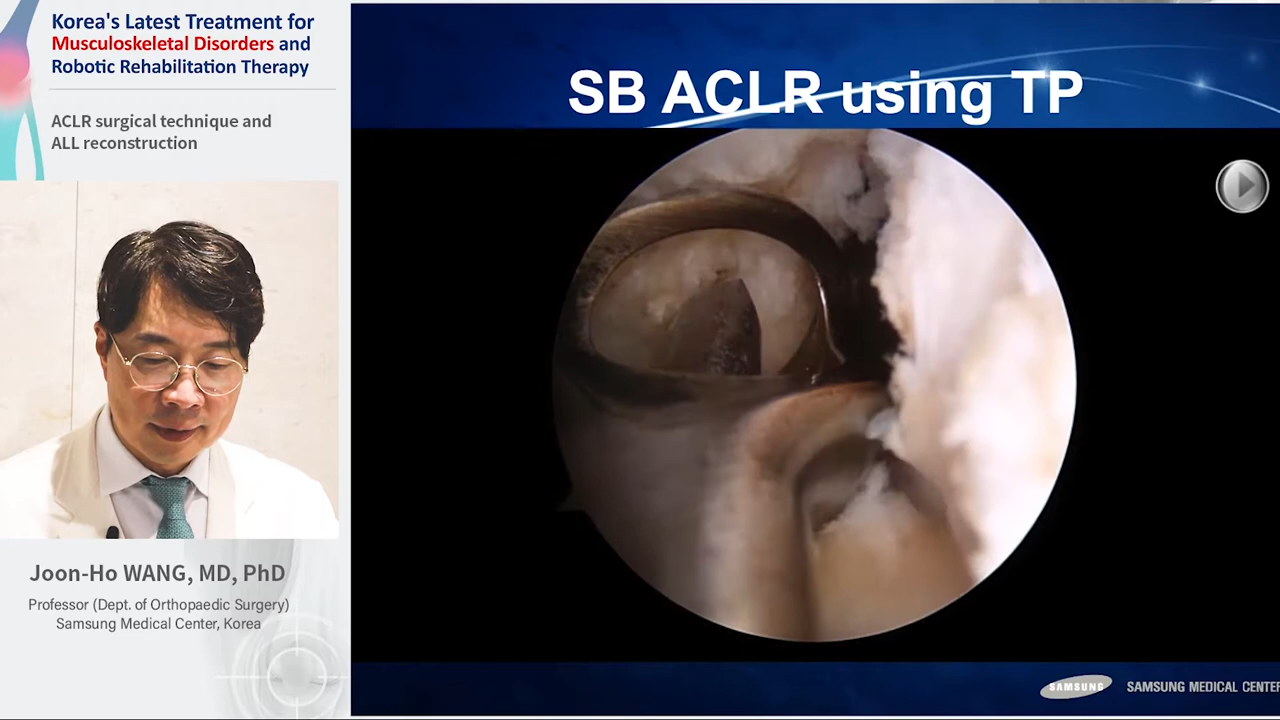 Korea's Latest Treatment for
Musculoskeletal Disorders and
Robotic Rehabilitation Therapy
ACLR surgical technique and
ALL reconstruction
Joon-Ho WANG, MD, PhD
Professor (Dept. of Orthopaedic Surgery)
Samsung Medical Center, Korea
SB ACLR using TP
SAMSUNG SAMSUNG MEDICAL CENTER